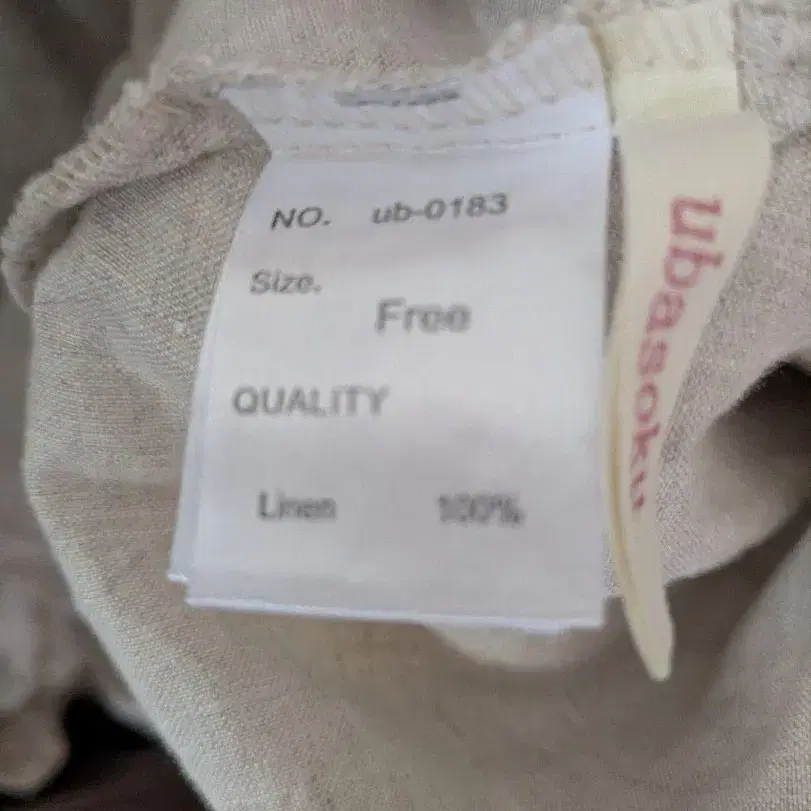 NO. ub-0183
Size.
Free
QUALITY
Linen 100%
ubasoku